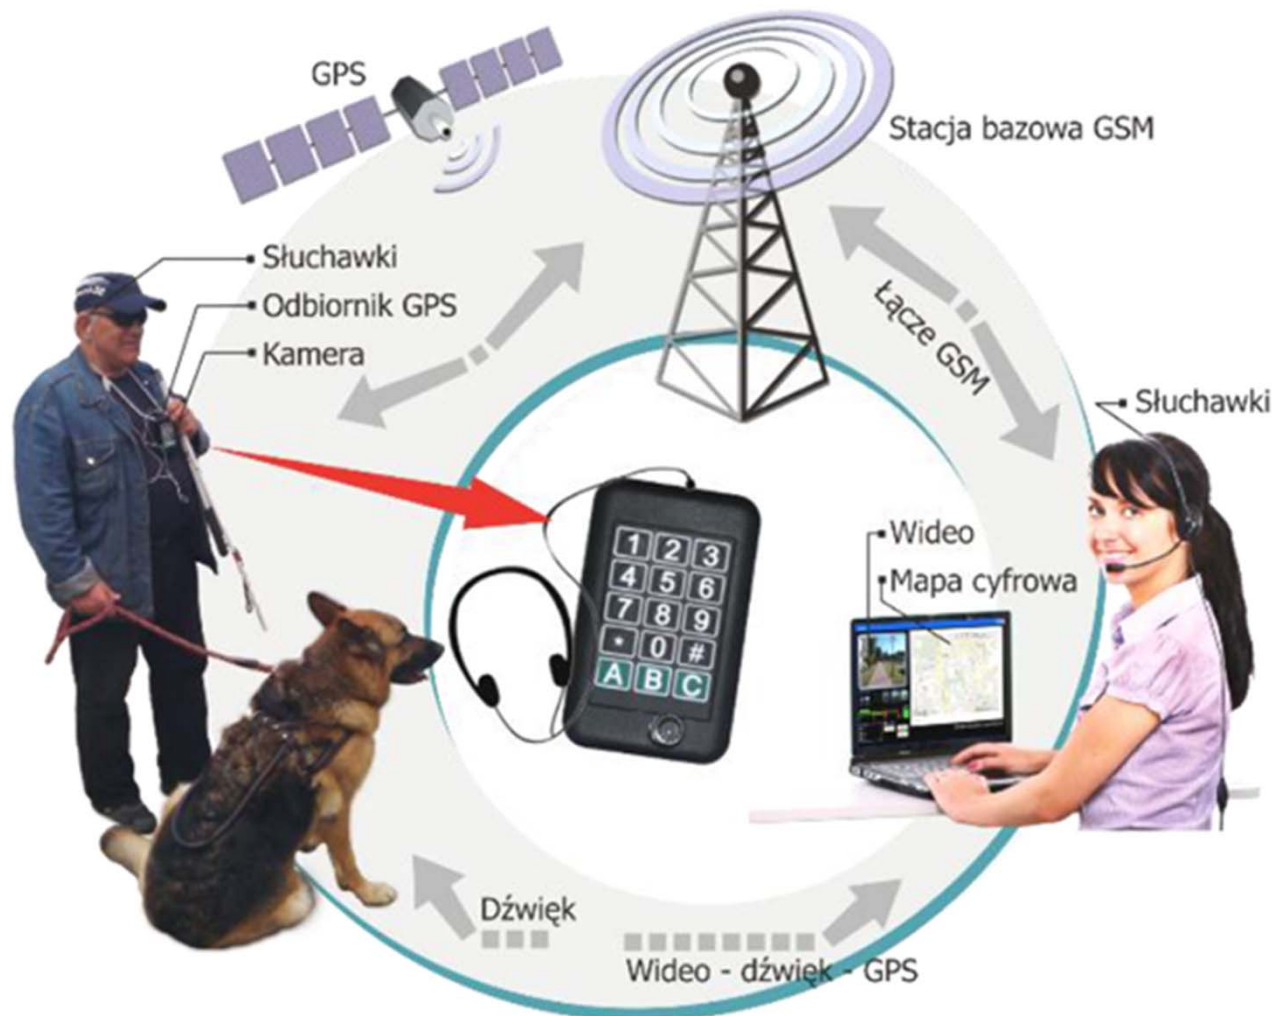 GPS
Stacja bazowa GSM
Słuchawki
Odbiornik GPS
Kamera
Łącze GSM
Słuchawki
Wideo
Mapa cyfrowa
1 2 3
4 5 6
7 8 9
* 0 #
A B C
Dźwięk
Wideo - dźwięk - GPS